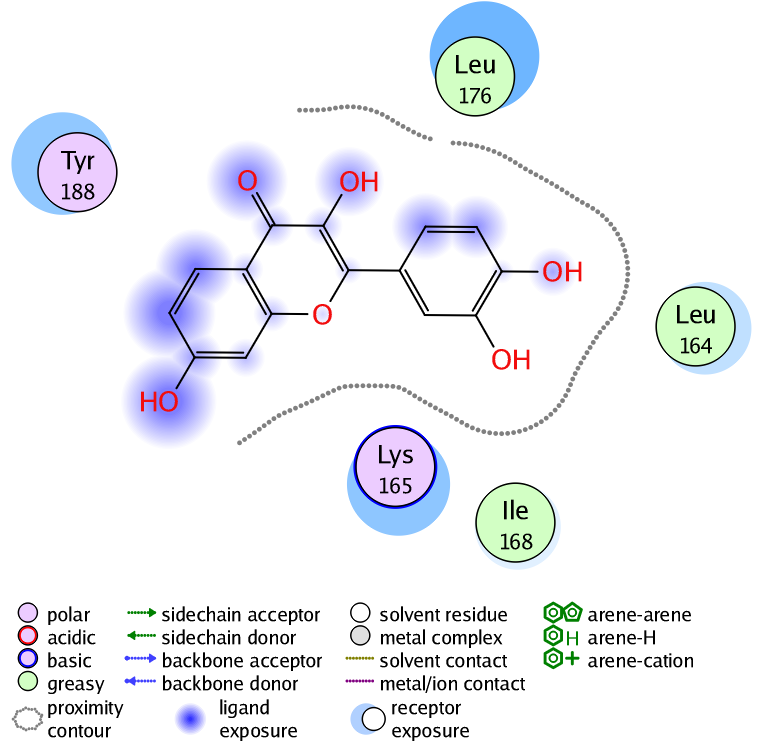 Leu
176
Tyr
188
O
OH
OH
O
Leu
164
OH
HO
Lys
165
Ile
168
polar
sidechain acceptor
solvent residue
arene-arene
acidic
sidechain donor
metal complex
H
arene-H
basic
backbone acceptor
solvent contact
arene-cation
greasy
backbone donor
metal/ion contact
proximity
contour
ligand
exposure
receptor
exposure